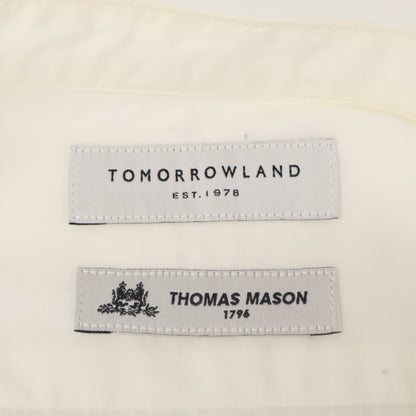 TOMORROWLAND
EST. 1978
THOMAS MASON
1796